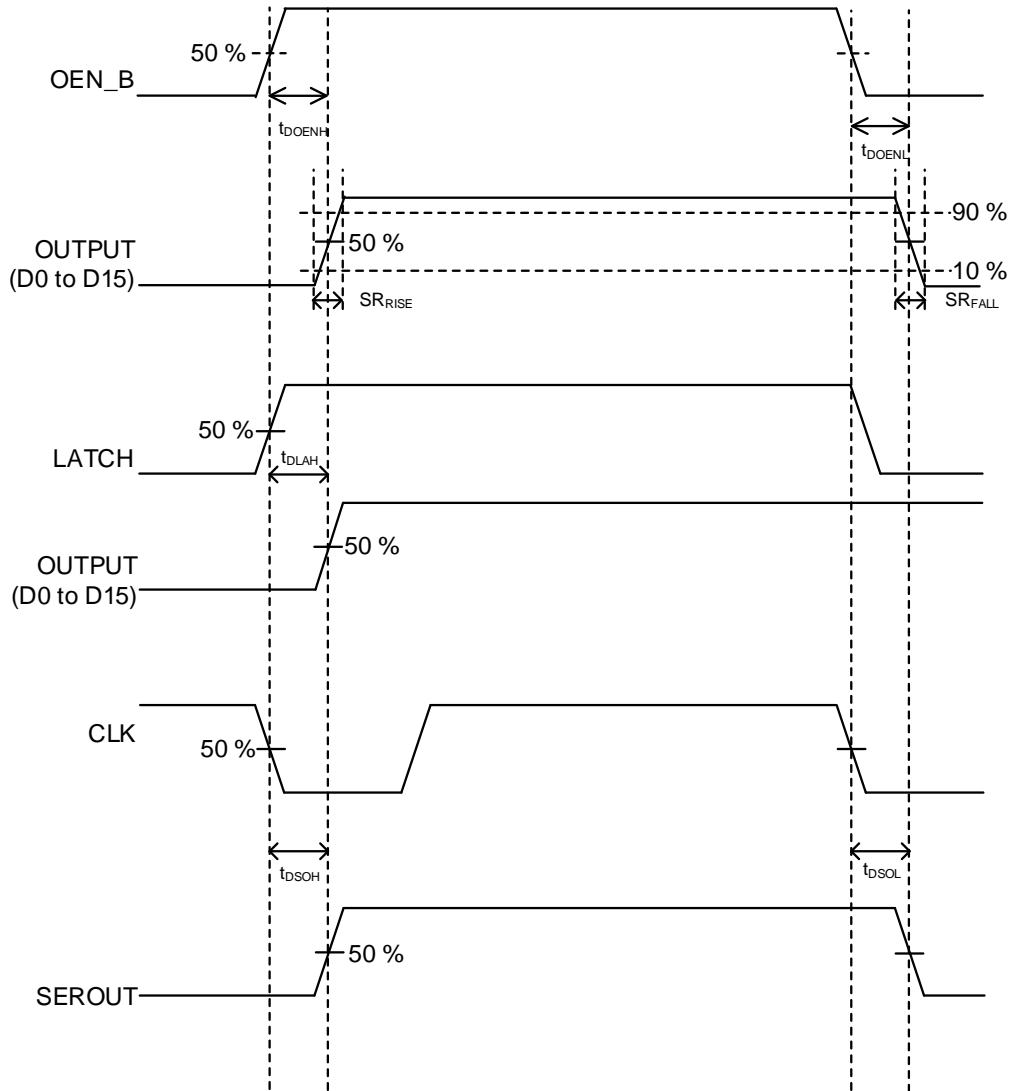 50 %
OEN_B
tDOENH
tDOENL
90 %
50 %
OUTPUT
(D0 to D15)
10 %
SRRISE
SRFALL
50 %
LATCH
tDLAH
50 %
OUTPUT
(D0 to D15)
CLK
50 %
tDSOH
tDSOL
50 %
SEROUT